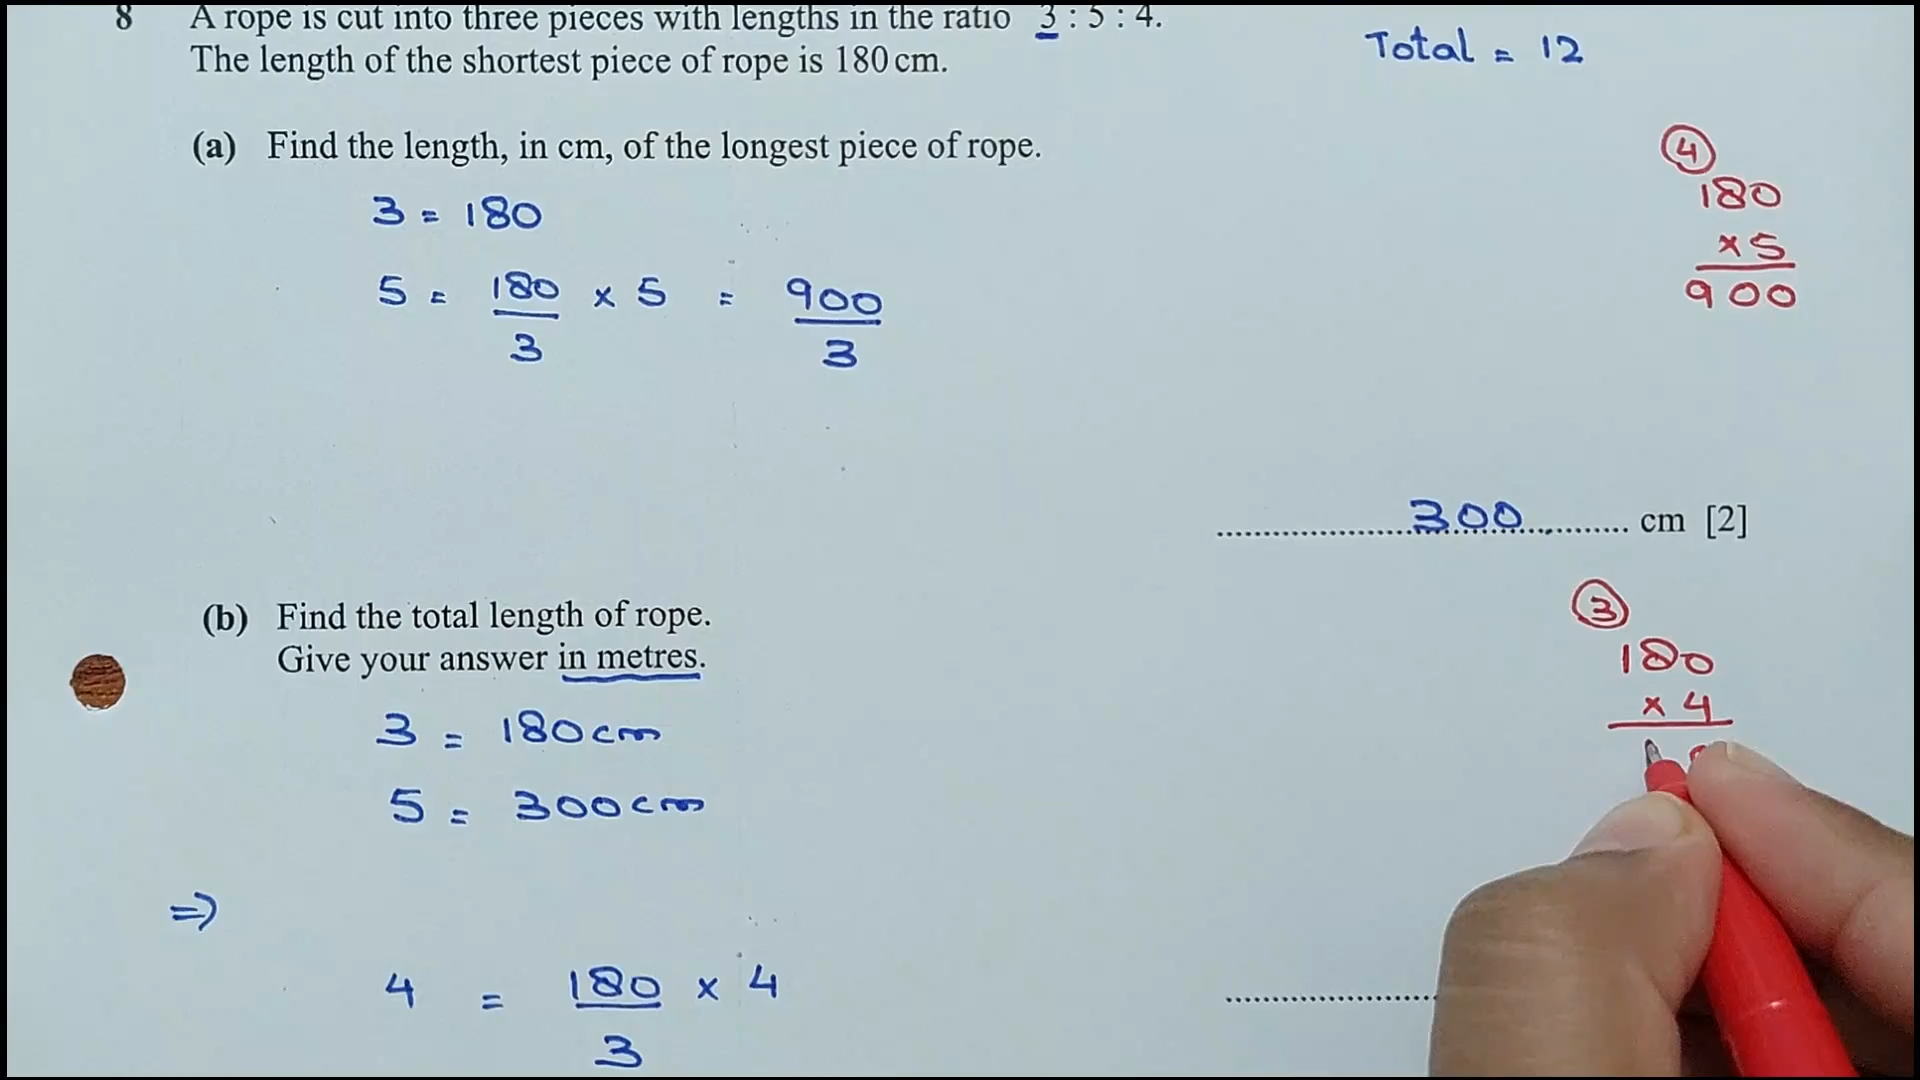 8 A rope is cut into three pieces with lengths in the ratio 3 : 5 : 4.
The length of the shortest piece of rope is 180 cm.
Total = 12
(a) Find the length, in cm, of the longest piece of rope.
3 = 180
5 = 180/3 × 5 = 900/3
4
180
×5
900
300 cm [2]
(b) Find the total length of rope.
Give your answer in metres.
3 = 180cm
5 = 300cm
3
180
×4
⇒
4 = 180/3 × 4